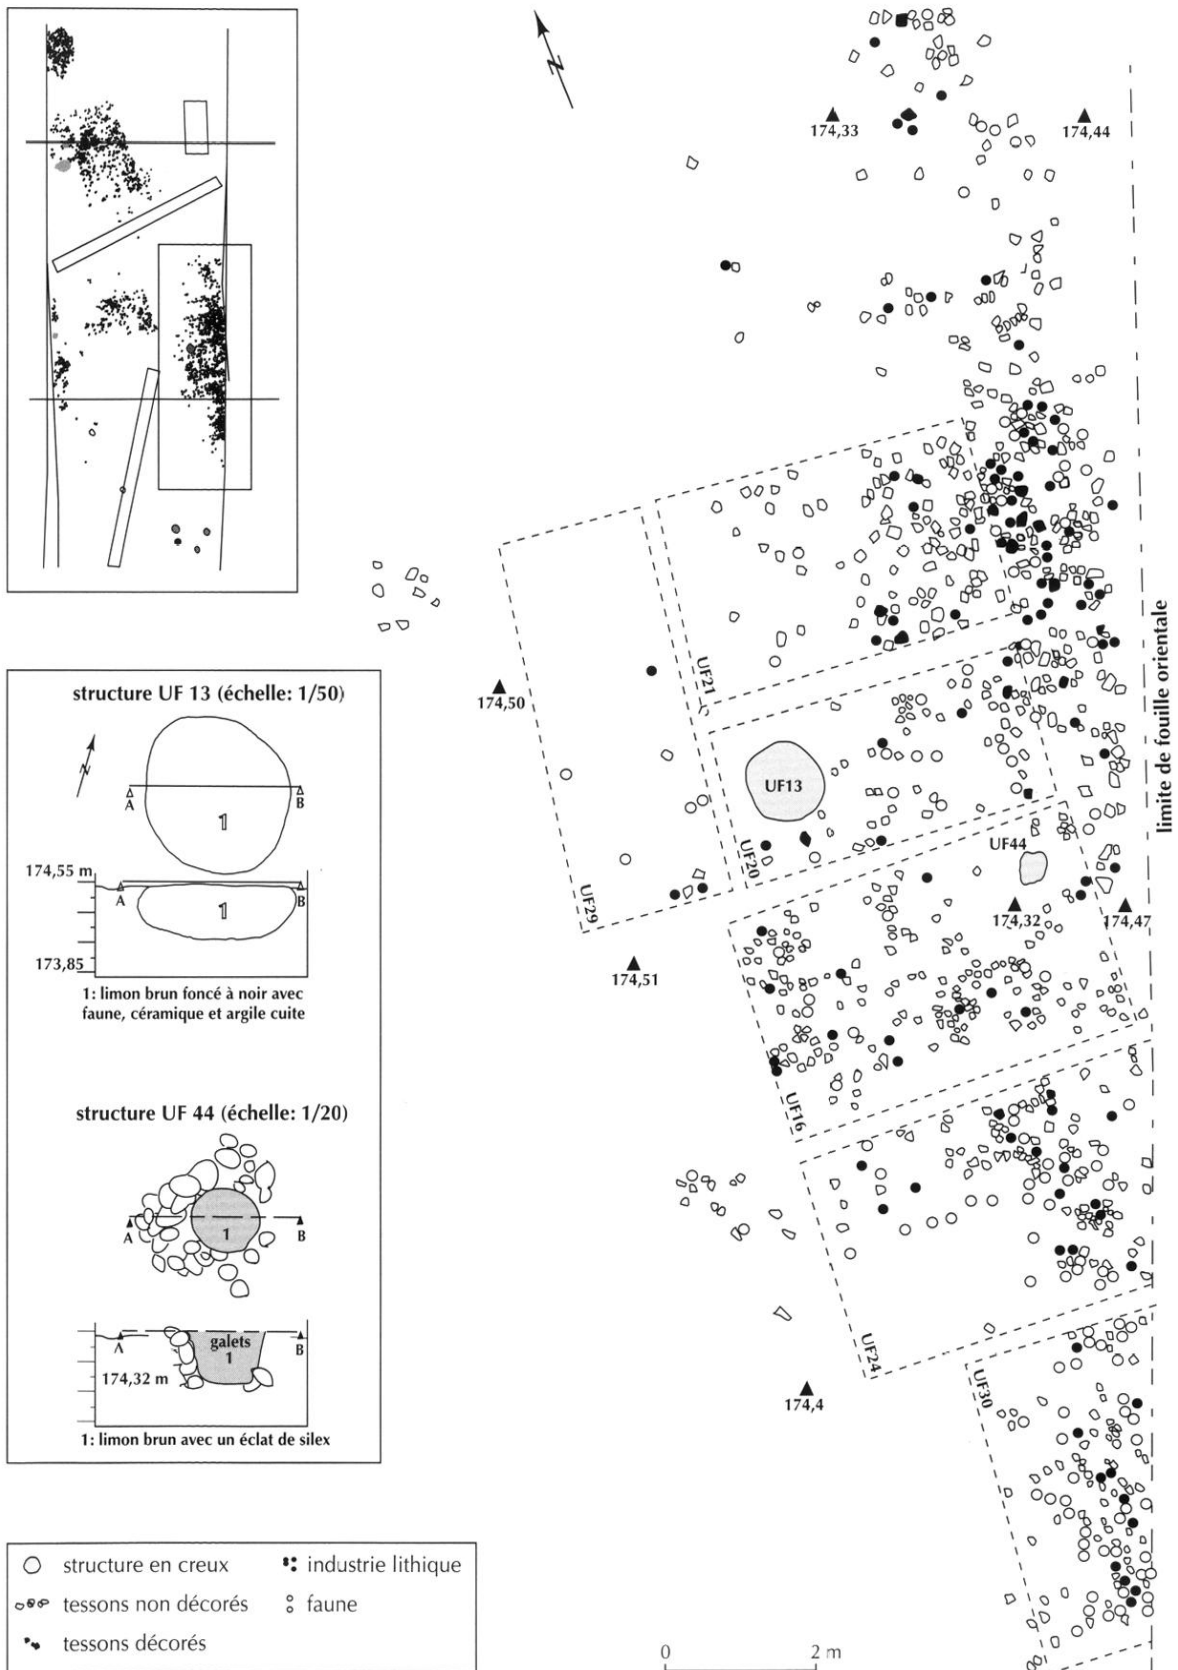 N
174,33
174,44
limite de fouille orientale
174,50
UF21
UF13
UF20
UF29
UF44
174,32
174,47
174,51
UF16
UF24
174,4
UF30
structure UF 13 (échelle: 1/50)
N
A
B
1
174,55 m
A
B
1
173,85
1: limon brun foncé à noir avec
faune, céramique et argile cuite
structure UF 44 (échelle: 1/20)
A
B
1
A
galets
B
1
174,32 m
1: limon brun avec un éclat de silex
structure en creux
industrie lithique
tessons non décorés
faune
tessons décorés
0 2 m